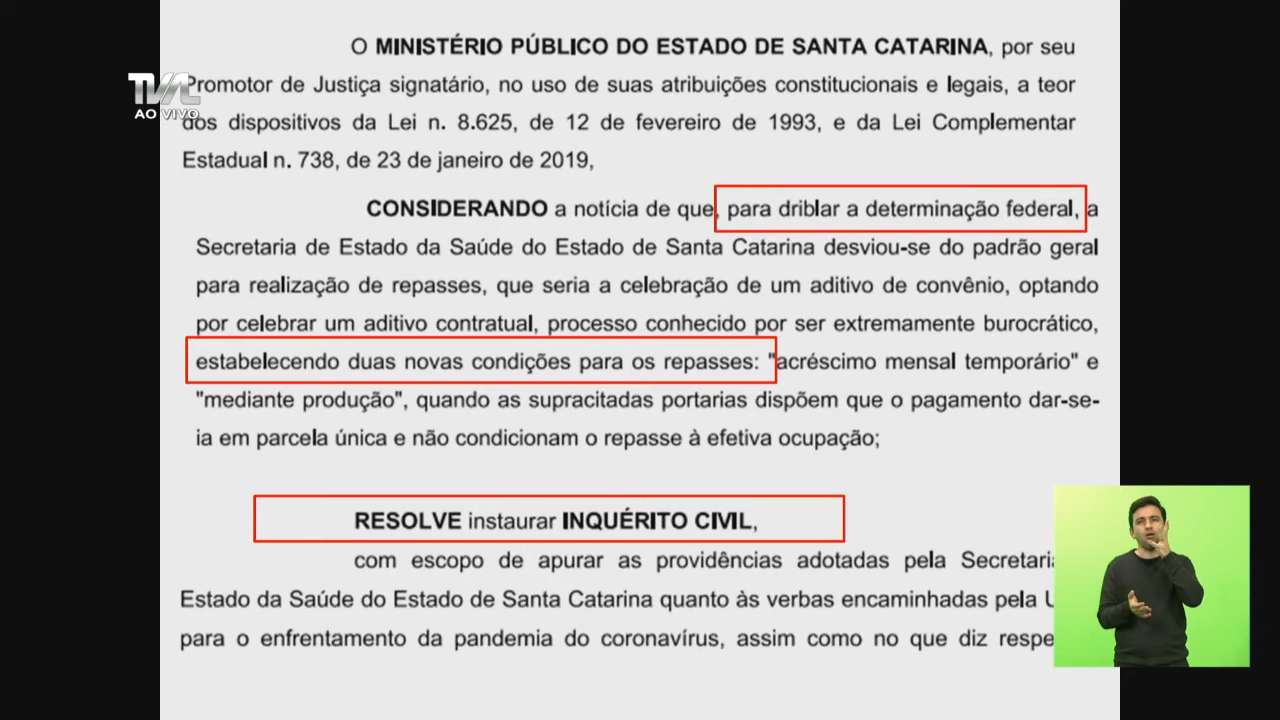 O MINISTÉRIO PÚBLICO DO ESTADO DE SANTA CATARINA, por seu
Promotor de Justiça signatário, no uso de suas atribuições constitucionais e legais, a teor
dos dispositivos da Lei n. 8.625, de 12 de fevereiro de 1993, e da Lei Complementar
Estadual n. 738, de 23 de janeiro de 2019,
TVAL
AO VIVO
CONSIDERANDO a notícia de que, para driblar a determinação federal, a
Secretaria de Estado da Saúde do Estado de Santa Catarina desviou-se do padrão geral
para realização de repasses, que seria a celebração de um aditivo de convênio, optando
por celebrar um aditivo contratual, processo conhecido por ser extremamente burocrático,
estabelecendo duas novas condições para os repasses: "acréscimo mensal temporário" e
"mediante produção", quando as supracitadas portarias dispõem que o pagamento dar-se-
ia em parcela única e não condicionam o repasse à efetiva ocupação;
RESOLVE instaurar INQUÉRITO CIVIL,
com escopo de apurar as providências adotadas pela Secretaria
Estado da Saúde do Estado de Santa Catarina quanto às verbas encaminhadas pela
para o enfrentamento da pandemia do coronavírus, assim como no que diz